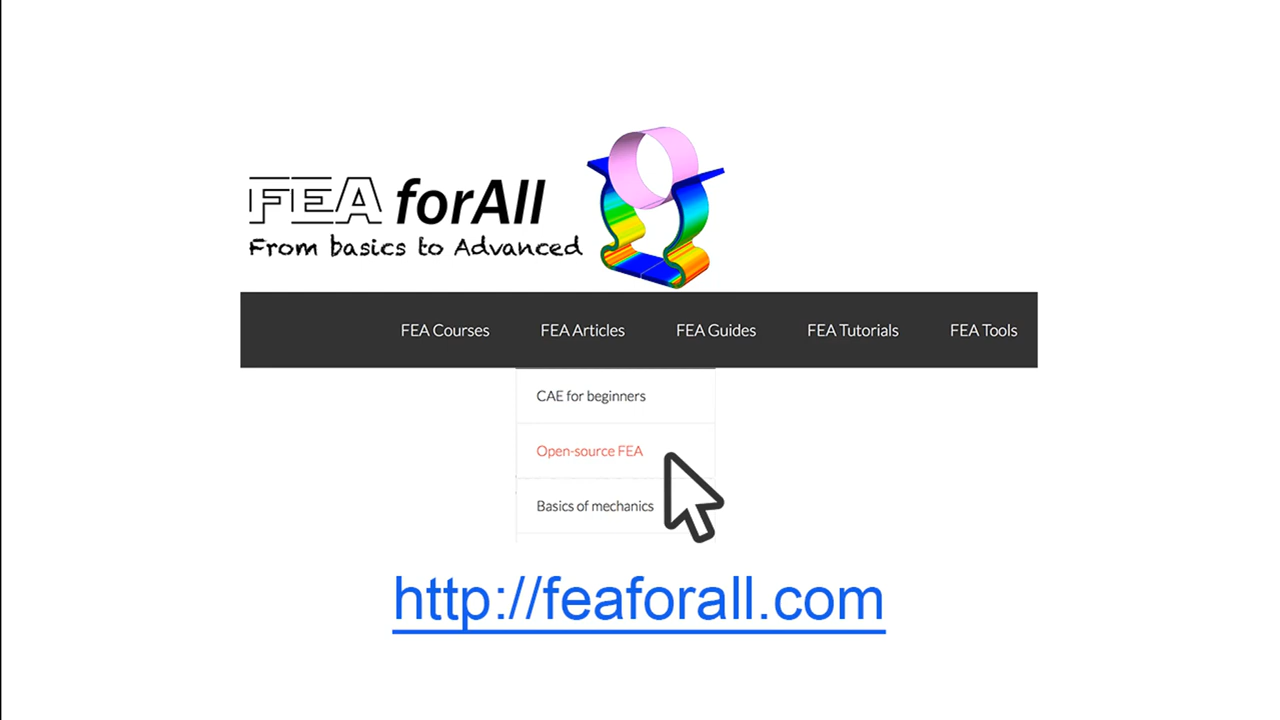 FEA forAll
From basics to Advanced
FEA Courses FEA Articles FEA Guides FEA Tutorials FEA Tools
CAE for beginners
Open-source FEA
Basics of mechanics
http://feaforall.com